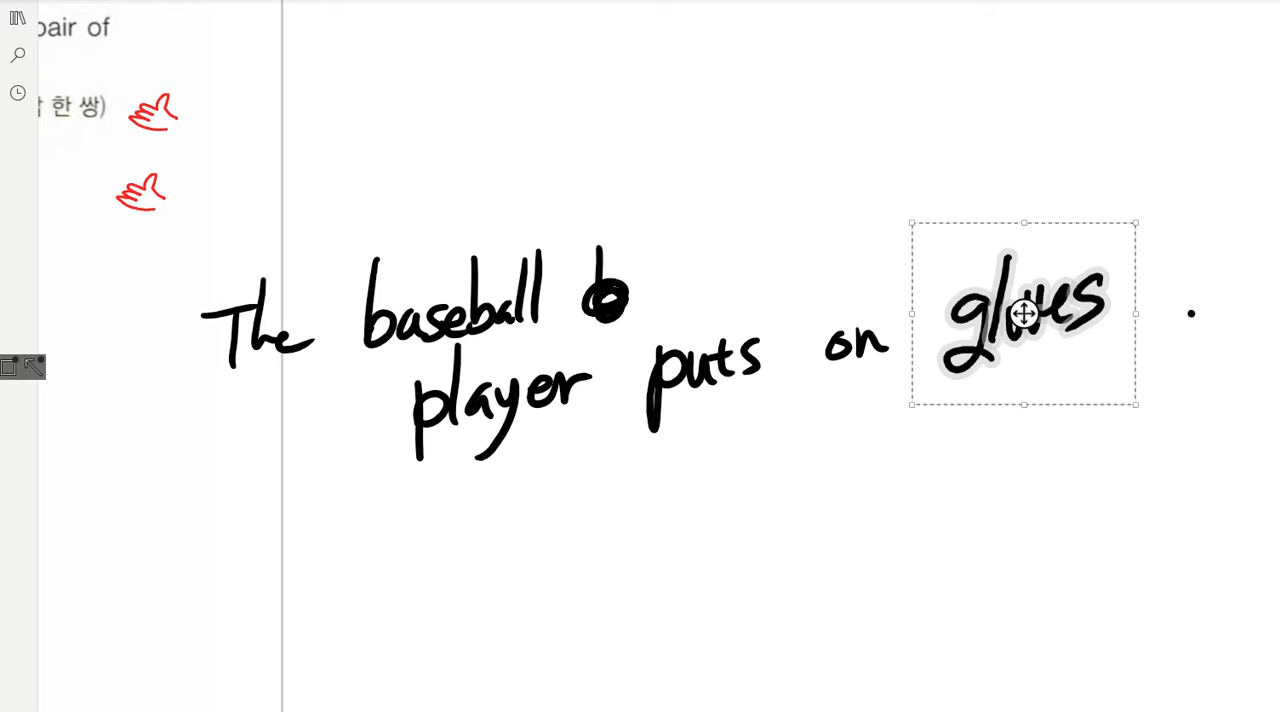 pair of
한 쌍)
The baseball
player puts on gloves .